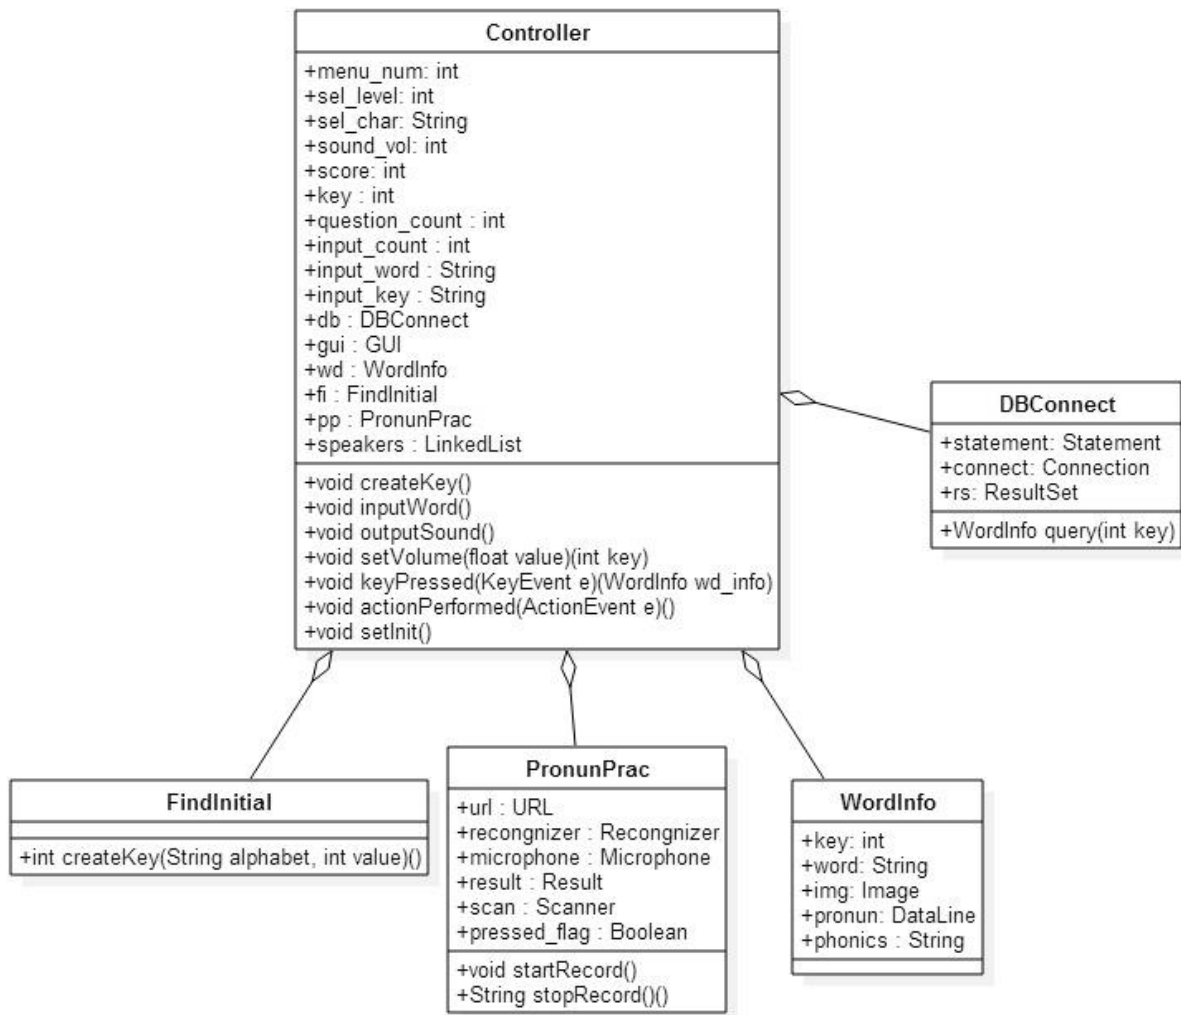 Controller
+menu_num: int
+sel_level: int
+sel_char: String
+sound_vol: int
+score: int
+key : int
+question_count : int
+input_count : int
+input_word : String
+input_key : String
+db : DBConnect
+gui : GUI
+wd : WordInfo
+fi : FindInitial
+pp : PronunPrac
+speakers : LinkedList
+void createKey()
+void inputWord()
+void outputSound()
+void setVolume(float value)(int key)
+void keyPressed(KeyEvent e)(WordInfo wd_info)
+void actionPerformed(ActionEvent e)()
+void setInit()
DBConnect
+statement: Statement
+connect: Connection
+rs: ResultSet
+WordInfo query(int key)
FindInitial
+int createKey(String alphabet, int value)()
PronunPrac
+url : URL
+recongnizer : Recongnizer
+microphone : Microphone
+result : Result
+scan : Scanner
+pressed_flag : Boolean
+void startRecord()
+String stopRecord()()
WordInfo
+key: int
+word: String
+img: Image
+pronun: DataLine
+phonics : String